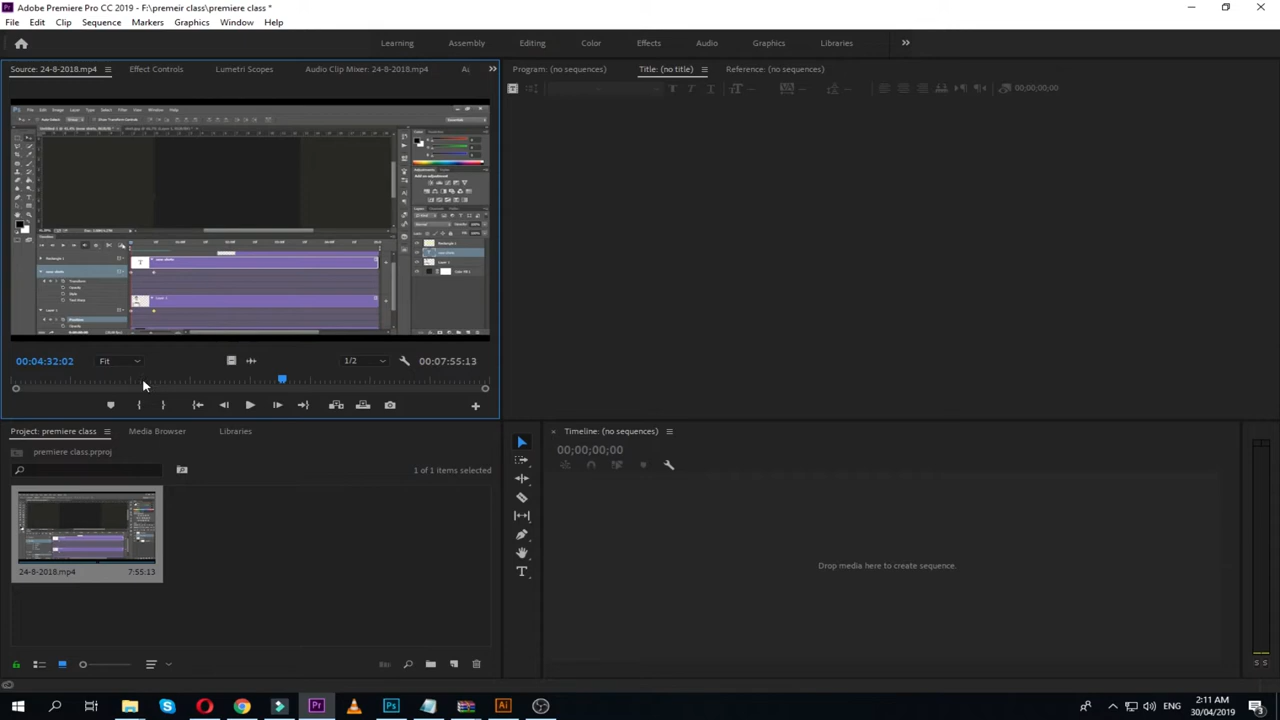 Adobe Premiere Pro CC 2019 - F:\premeir class\premiere class *
File Edit Clip Sequence Markers Graphics Window Help
Learning Assembly Editing Color Effects Audio Graphics Libraries
Source: 24-8-2018.mp4 Effect Controls Lumetri Scopes Audio Clip Mixer: 24-8-2018.mp4 Au
Program: (no sequences) Title: (no title) Reference: (no sequences)
00;00;00;00
00:04:32:02 Fit 1/2 00:07:55:13
Project: premiere class Media Browser Libraries
premiere class.prproj
1 of 1 items selected
24-8-2018.mp4 7:55:13
Timeline: (no sequences)
00;00;00;00
Drop media here to create sequence.
S S
ENG 2:11 AM
30/04/2019